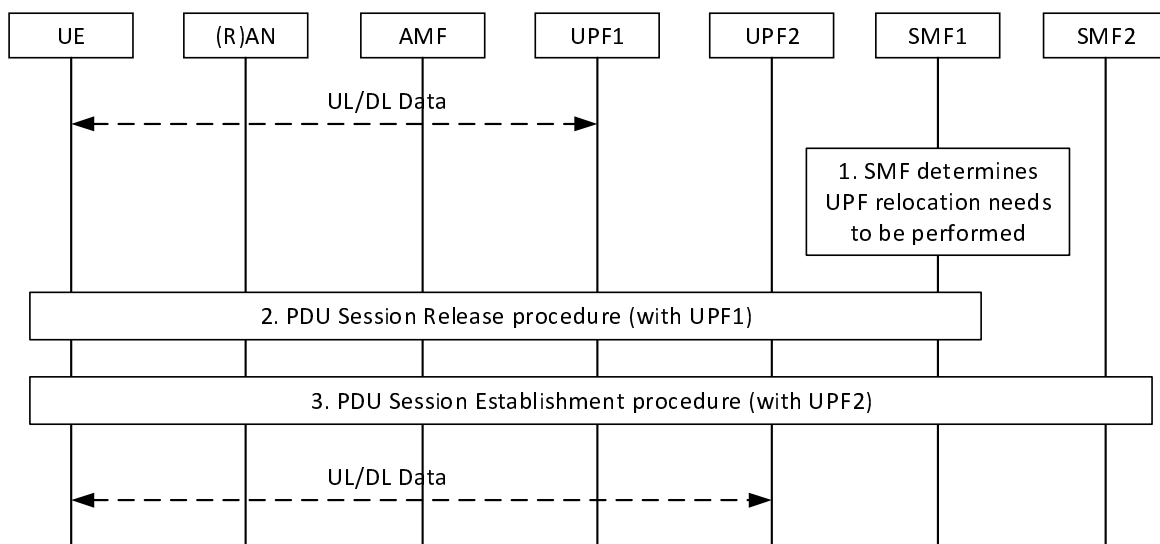 UE
(R)AN
AMF
UPF1
UPF2
SMF1
SMF2
UL/DL Data
1. SMF determines
UPF relocation needs
to be performed
2. PDU Session Release procedure (with UPF1)
3. PDU Session Establishment procedure (with UPF2)
UL/DL Data